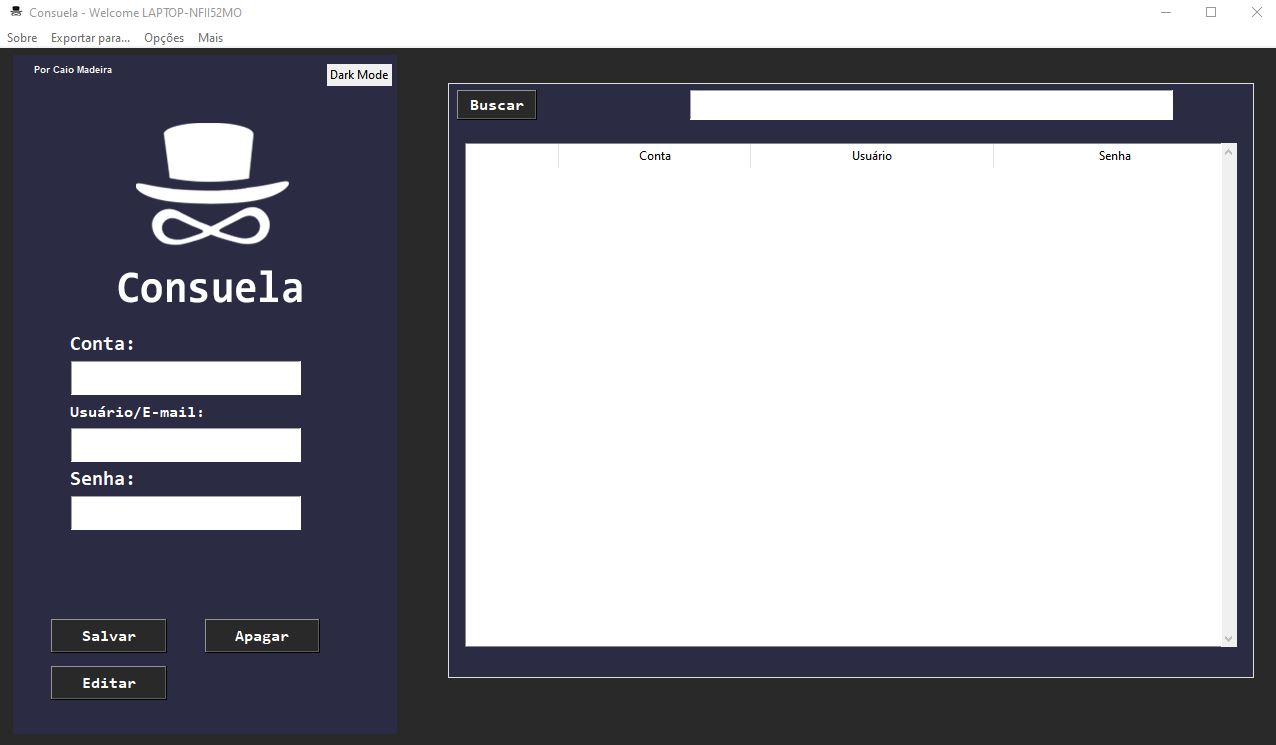 Consuela - Welcome LAPTOP-NFII52MO
Sobre Exportar para... Opções Mais
Por Caio Madeira
Dark Mode
Consuela
Conta:
Usuário/E-mail:
Senha:
Salvar Apagar
Editar
Buscar
Conta Usuário Senha